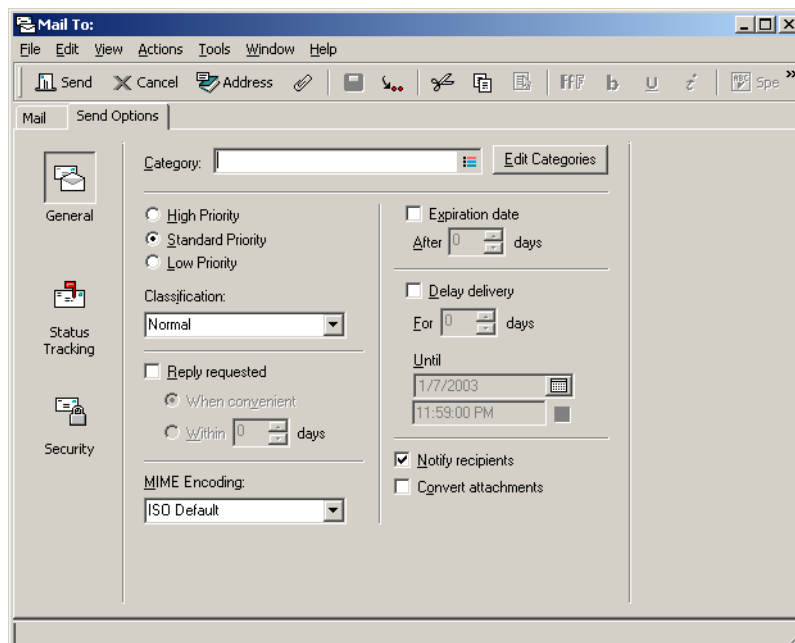 Mail To:
File Edit View Actions Tools Window Help
Send Cancel Address FfF b u i ABC Spe »
Mail Send Options
Category: Edit Categories
General
High Priority
Standard Priority
Low Priority
Classification:
Normal
Reply requested
When convenient
Within 0 days
MIME Encoding:
ISO Default
Expiration date
After 0 days
Delay delivery
For 0 days
Until
1/7/2003
11:59:00 PM
Notify recipients
Convert attachments
Status
Tracking
Security